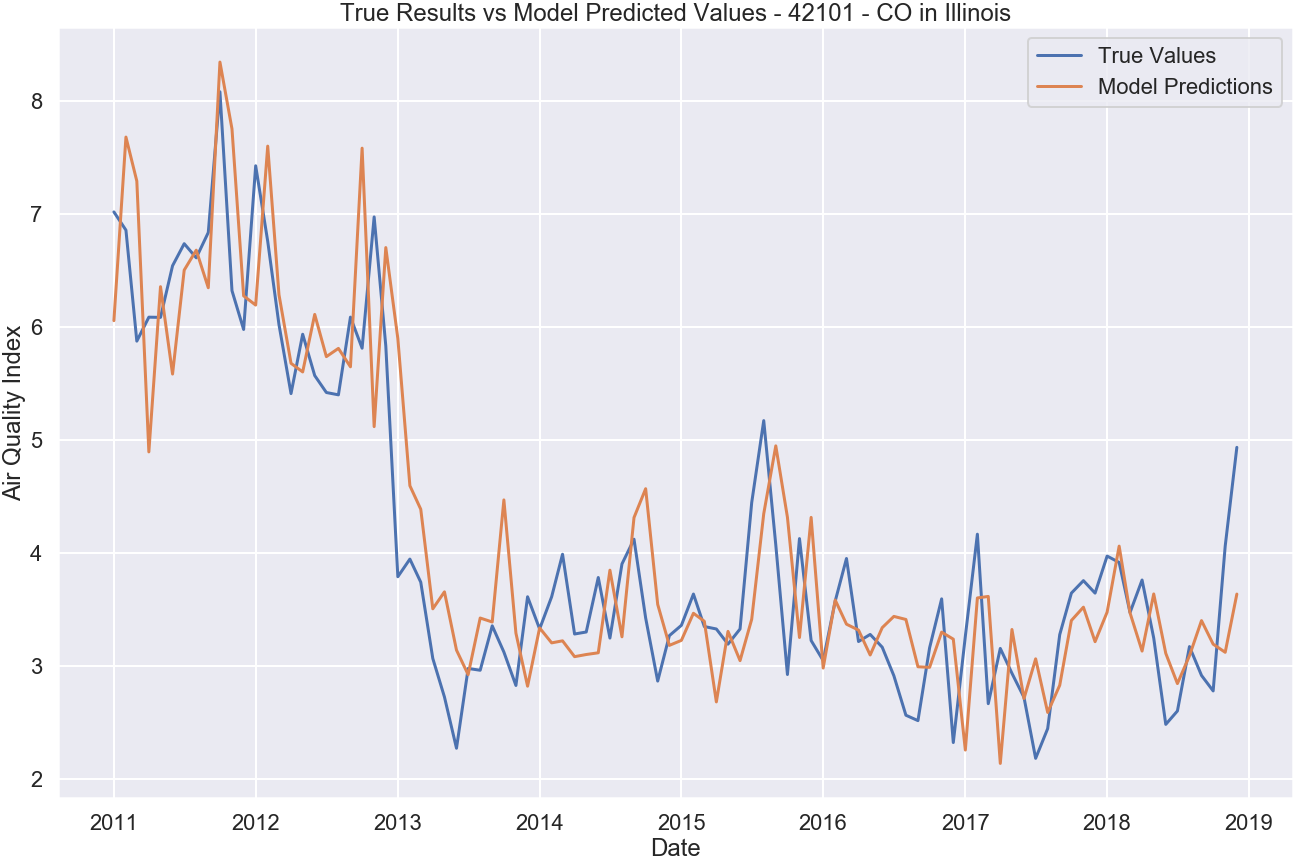 True Results vs Model Predicted Values - 42101 - CO in Illinois
True Values
Model Predictions
Air Quality Index
8
7
6
5
4
3
2
2011 2012 2013 2014 2015 2016 2017 2018 2019
Date